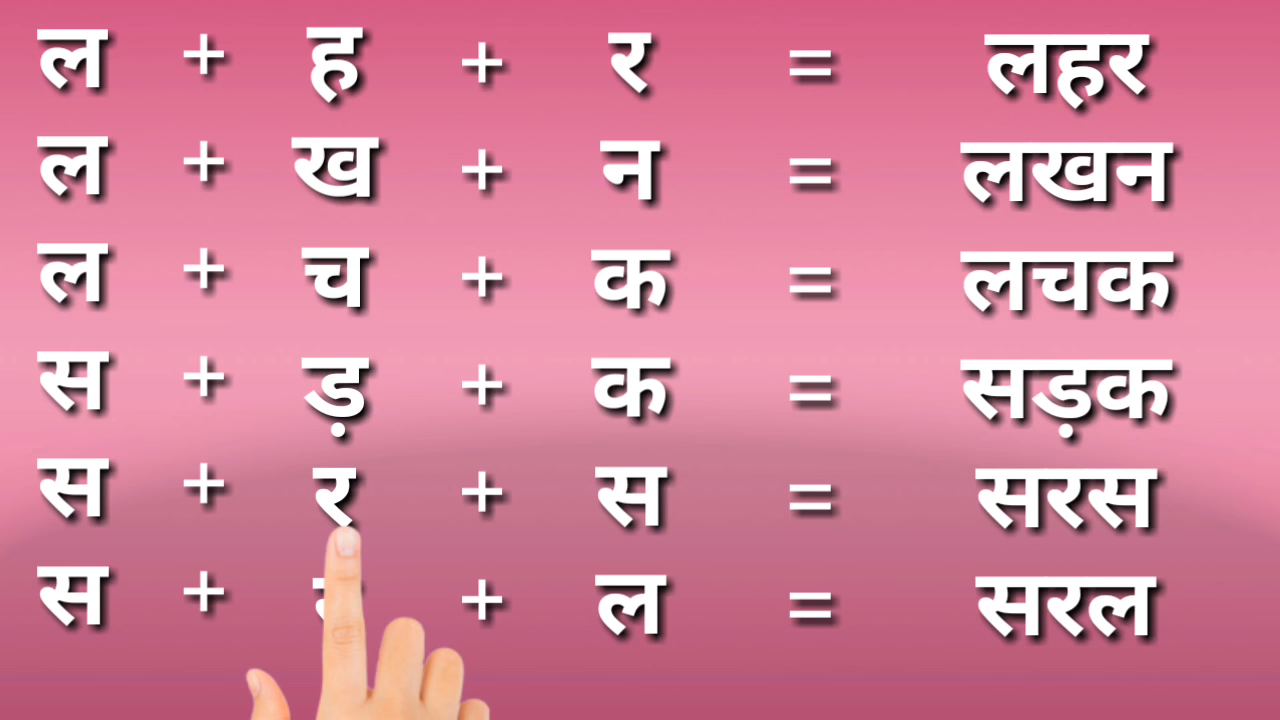 ल + ह + र = लहर
ल + ख + न = लखन
ल + च + क = लचक
स + ड़ + क = सड़क
स + र + स = सरस
स + + ल = सरल